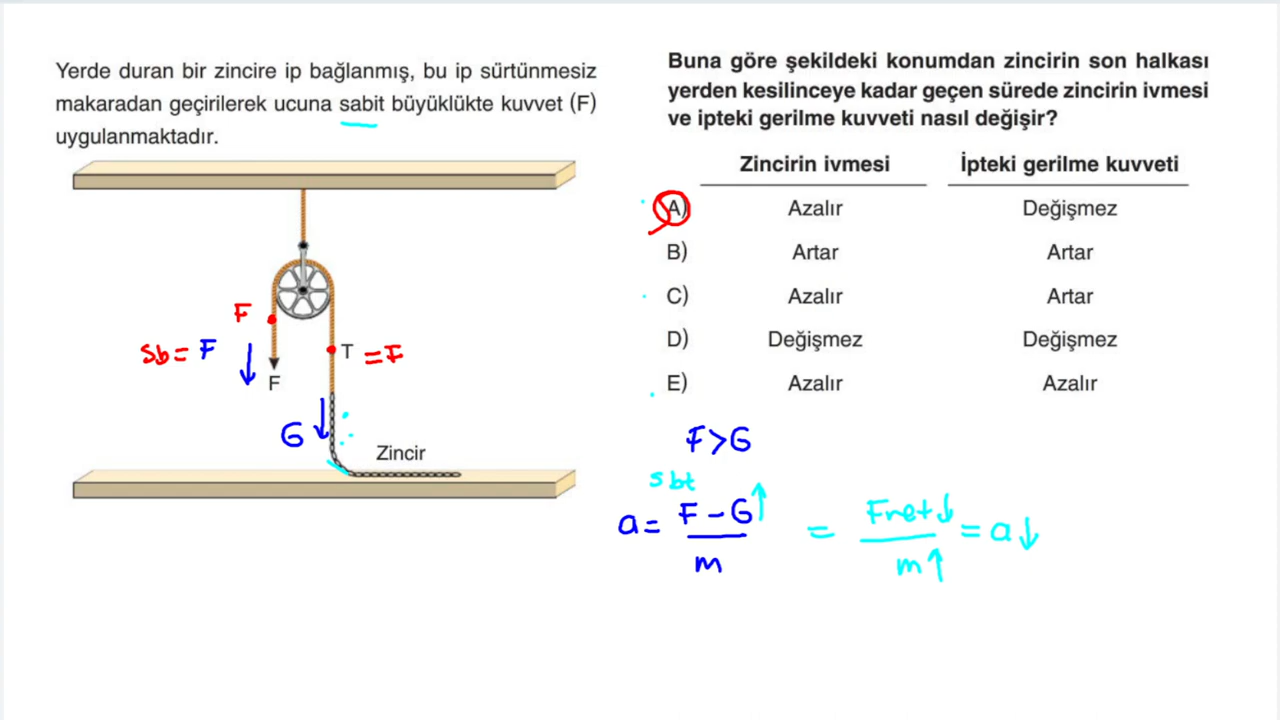 Yerde duran bir zincire ip bağlanmış, bu ip sürtünmesiz
makaradan geçirilerek ucuna sabit büyüklükte kuvvet (F)
uygulanmaktadır.
F
Sb = F
F
T = F
G
Zincir
Buna göre şekildeki konumdan zincirin son halkası
yerden kesilinceye kadar geçen sürede zincirin ivmesi
ve ipteki gerilme kuvveti nasıl değişir?
Zincirin ivmesi İpteki gerilme kuvveti
A) Azalır Değişmez
B) Artar Artar
C) Azalır Artar
D) Değişmez Değişmez
E) Azalır Azalır
F > G
sbt
a = F - G ↑ / m = Fnet ↓ / m ↑ = a ↓